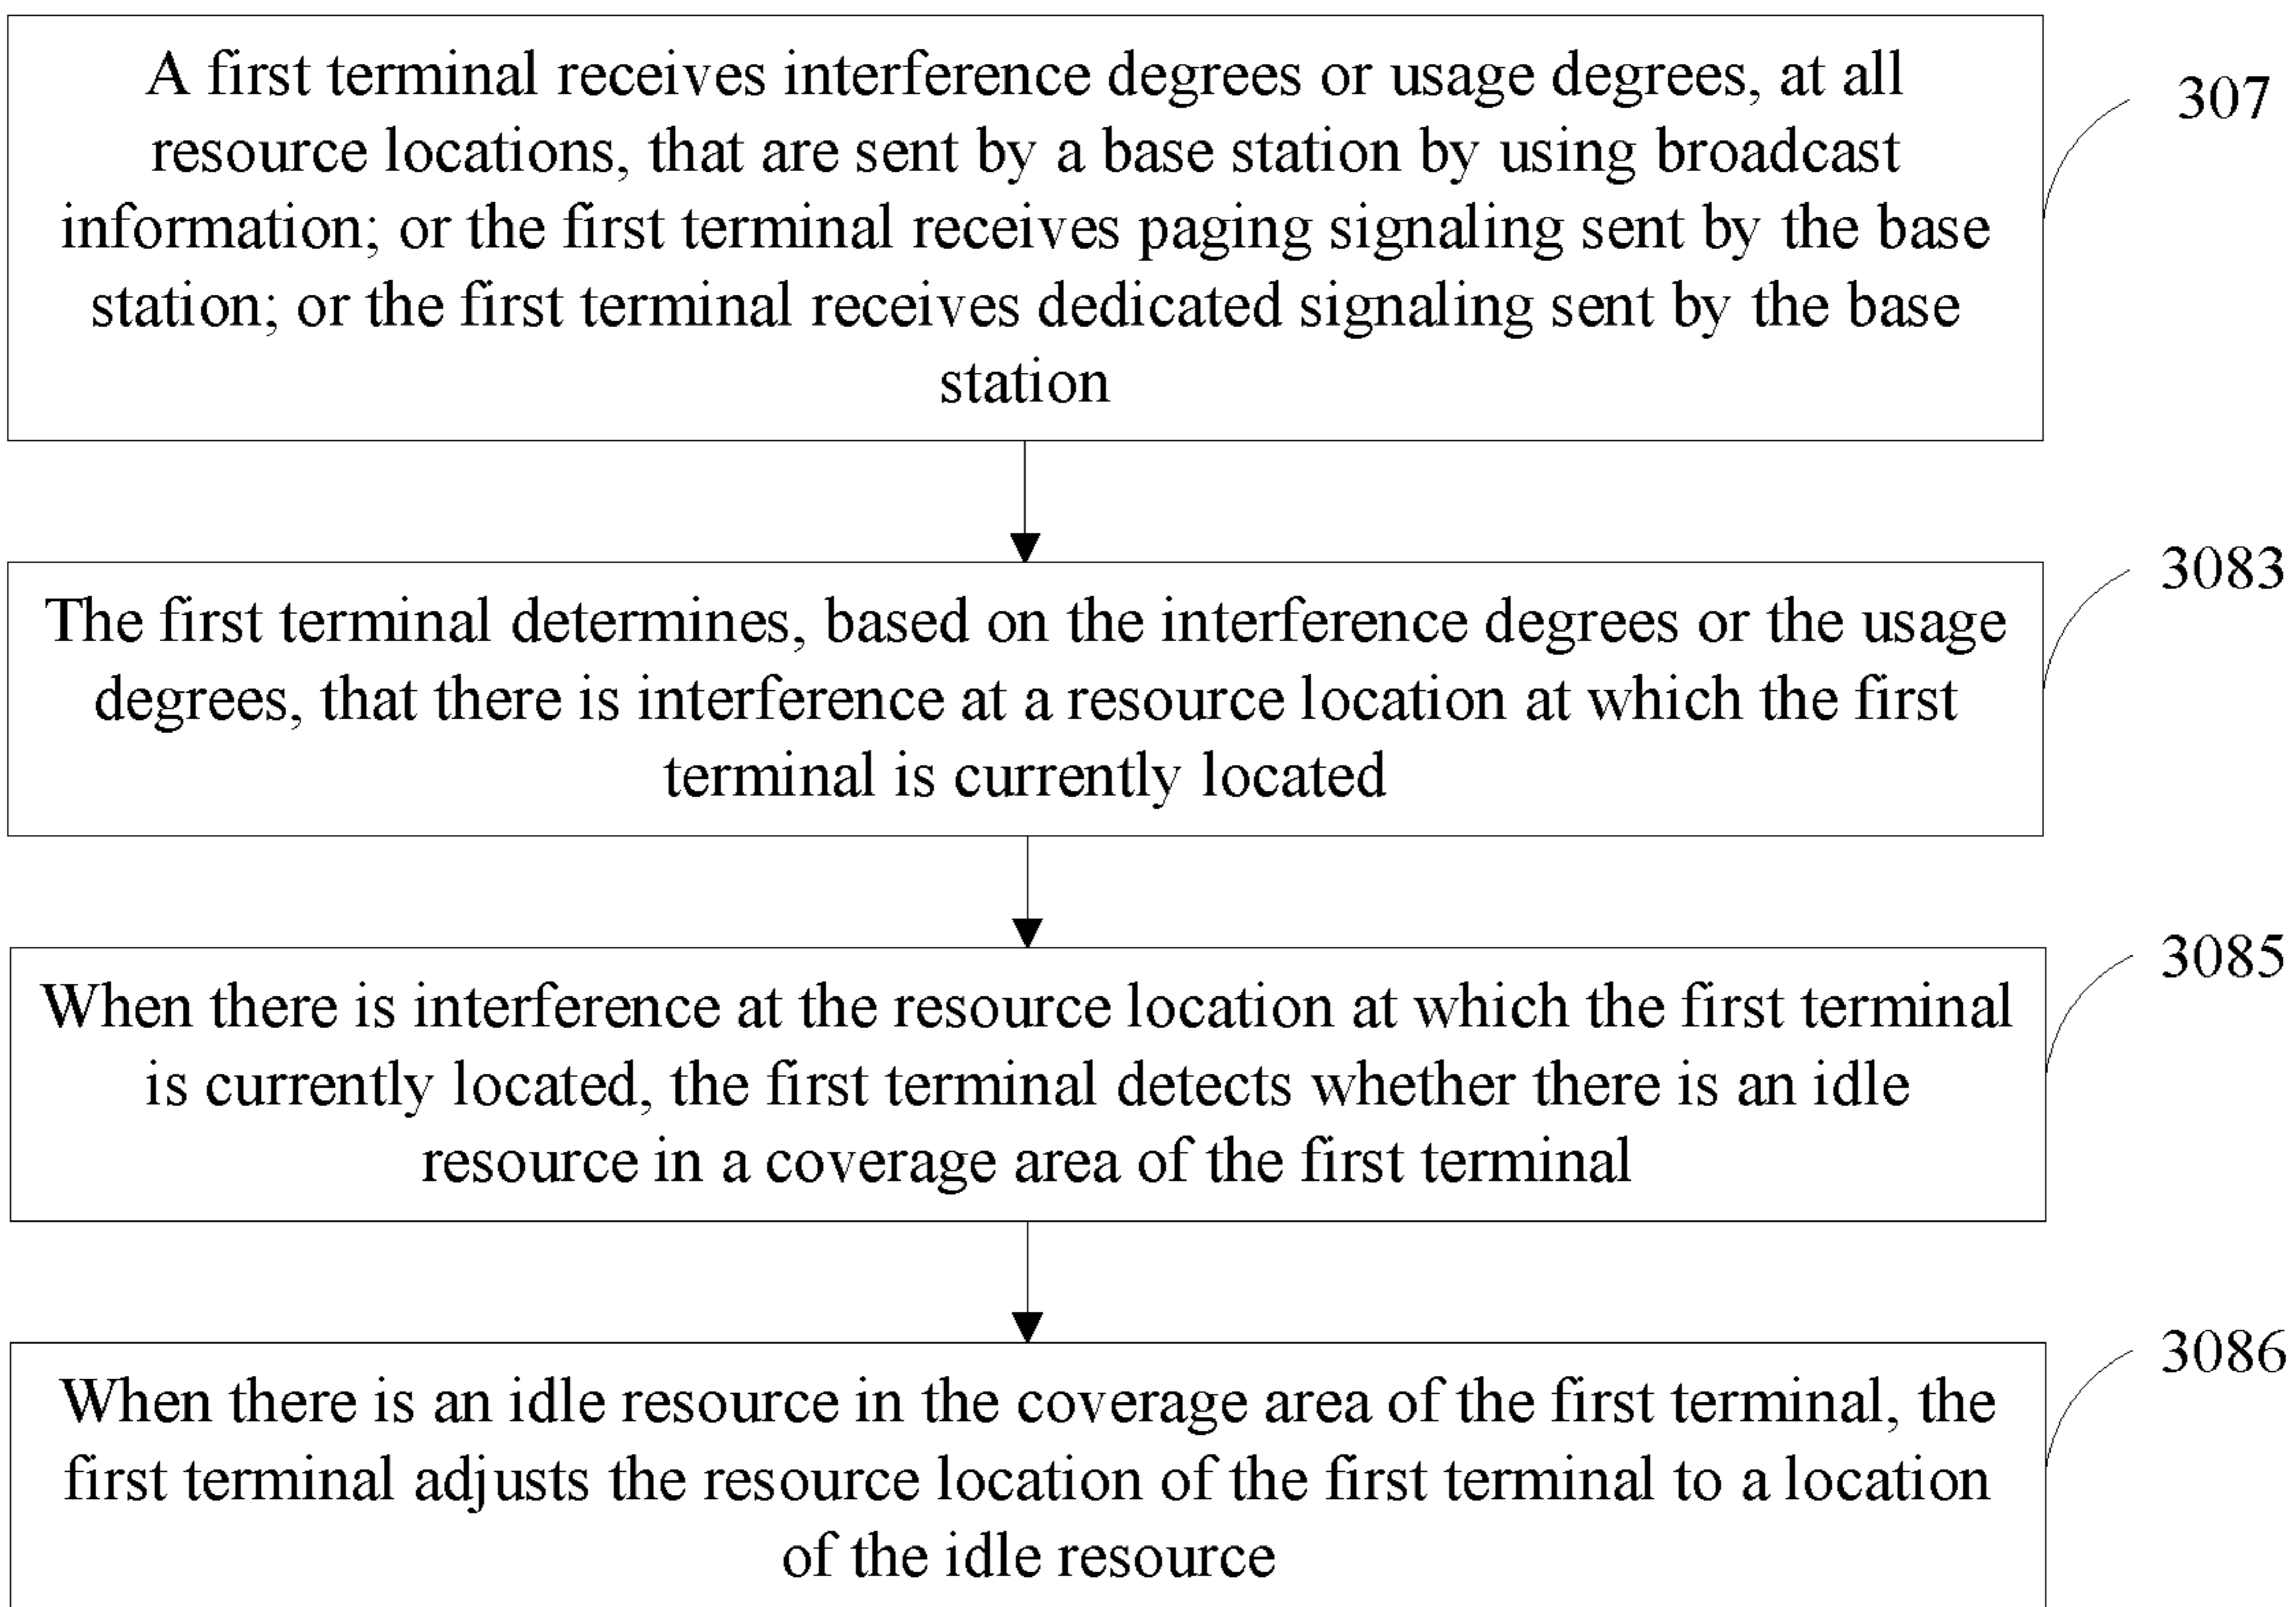 A first terminal receives interference degrees or usage degrees, at all
resource locations, that are sent by a base station by using broadcast
information; or the first terminal receives paging signaling sent by the base
station; or the first terminal receives dedicated signaling sent by the base
station
307
The first terminal determines, based on the interference degrees or the usage
degrees, that there is interference at a resource location at which the first
terminal is currently located
3083
When there is interference at the resource location at which the first terminal
is currently located, the first terminal detects whether there is an idle
resource in a coverage area of the first terminal
3085
When there is an idle resource in the coverage area of the first terminal, the
first terminal adjusts the resource location of the first terminal to a location
of the idle resource
3086